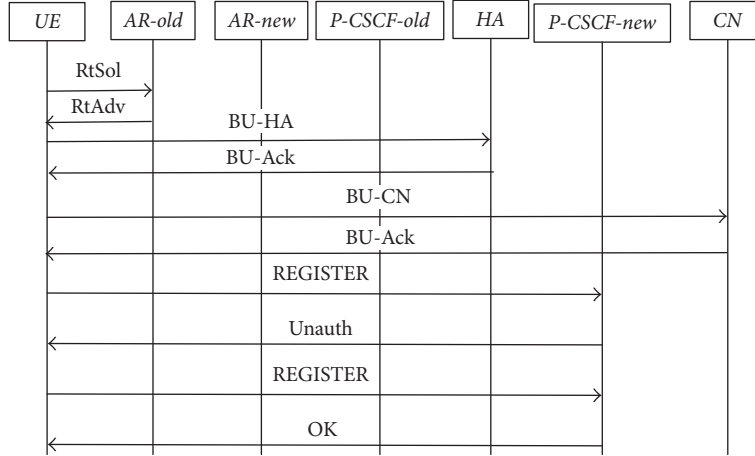 UE AR-old AR-new P-CSCF-old HA P-CSCF-new CN
RtSol
RtAdv
BU-HA
BU-Ack
BU-CN
BU-Ack
REGISTER
Unauth
REGISTER
OK